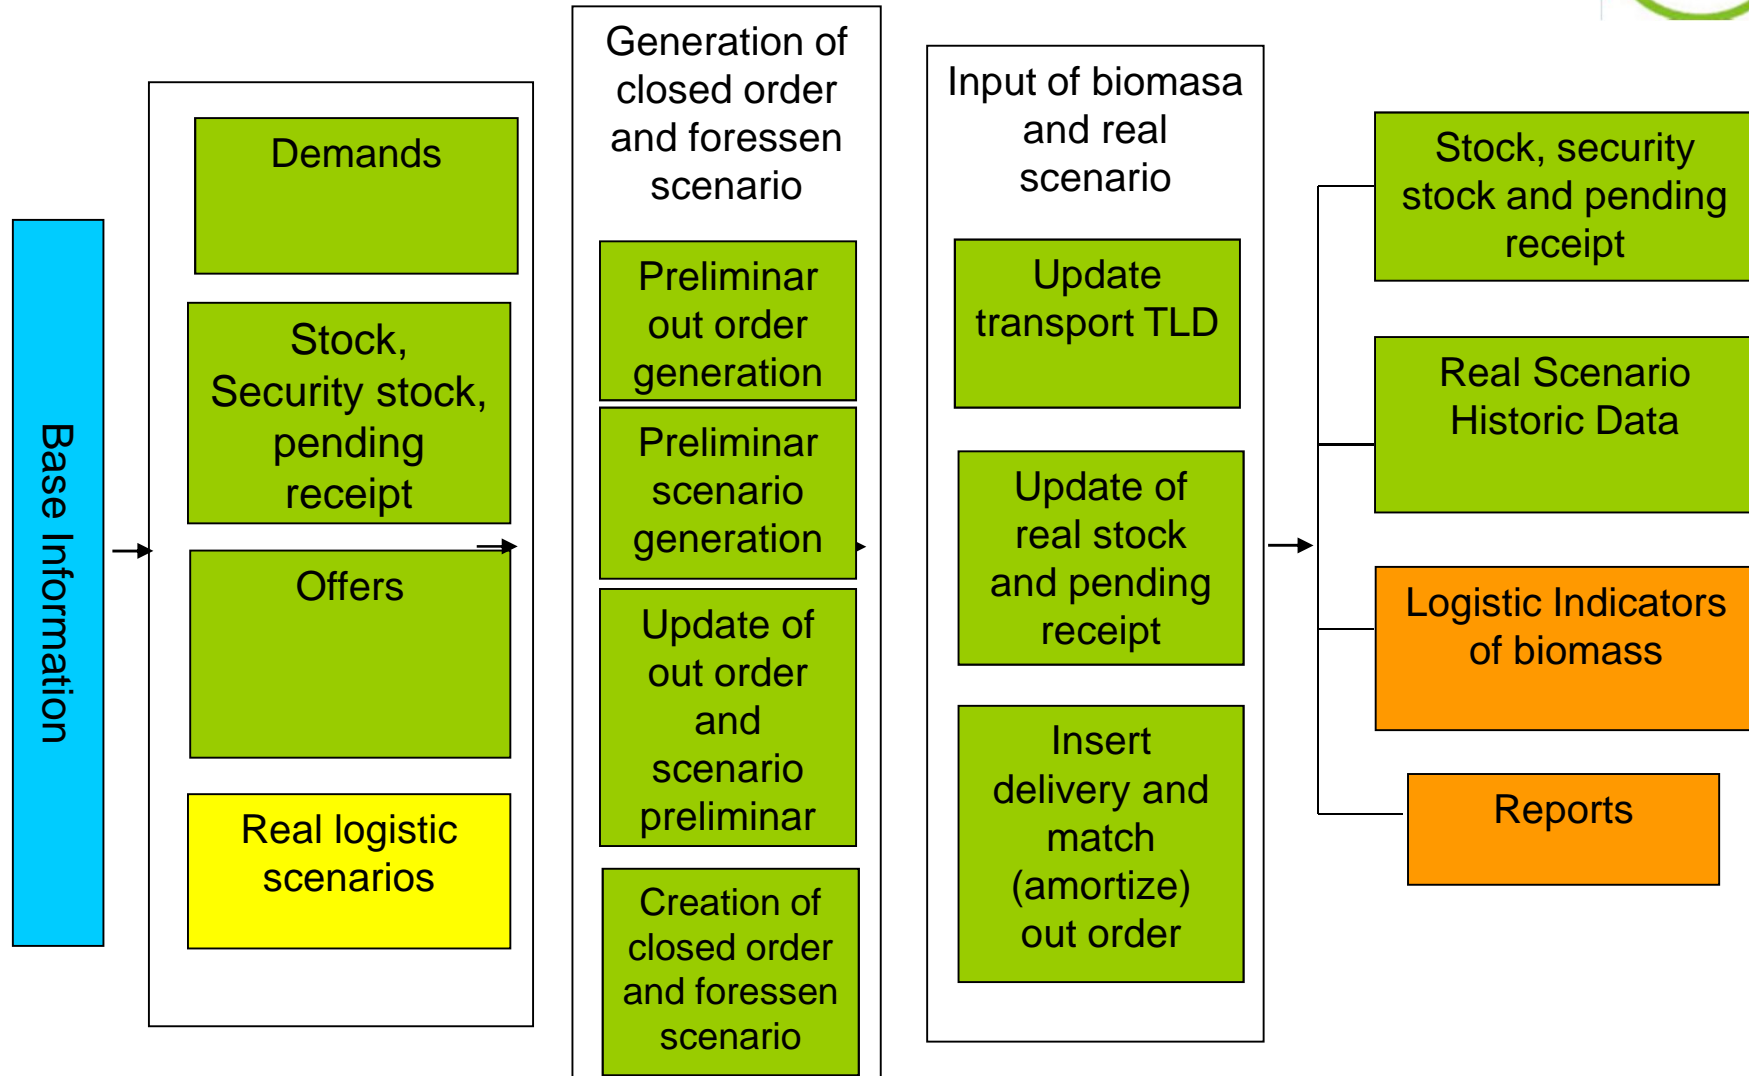 Base Information
Demands
Stock,
Security stock,
pending
receipt
Offers
Real logistic
scenarios
Generation of
closed order
and foressen
scenario
Preliminar
out order
generation
Preliminar
scenario
generation
Update of
out order
and
scenario
preliminar
Creation of
closed order
and foressen
scenario
Input of biomasa
and real
scenario
Update
transport TLD
Update of
real stock
and pending
receipt
Insert
delivery and
match
(amortize)
out order
Stock, security
stock and pending
receipt
Real Scenario
Historic Data
Logistic Indicators
of biomass
Reports